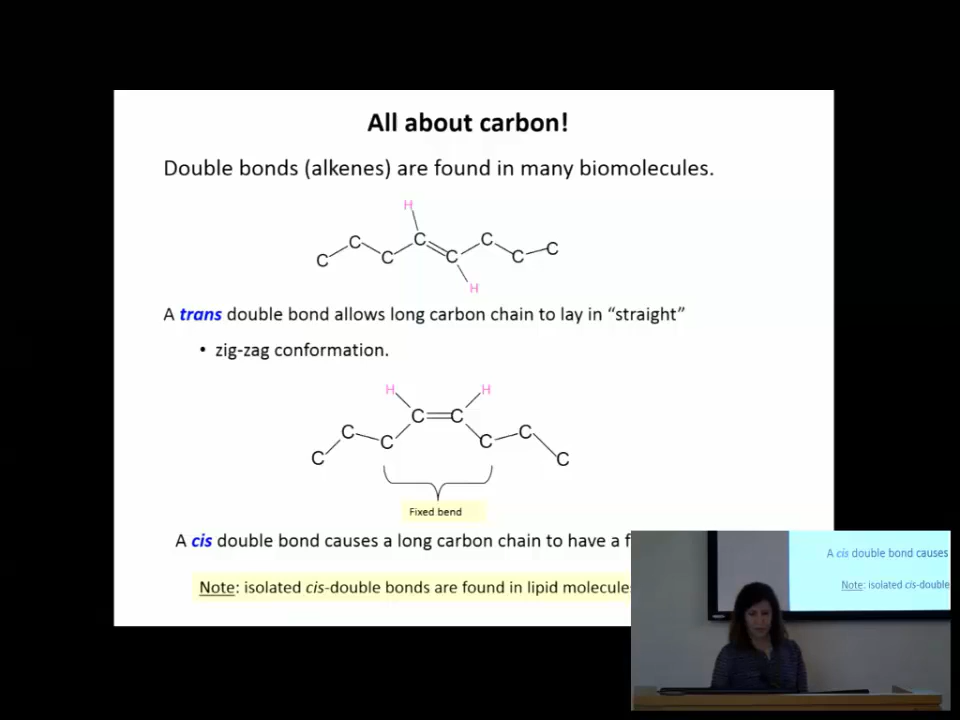 All about carbon!
Double bonds (alkenes) are found in many biomolecules.
H
C C C C C C C C
H
A trans double bond allows long carbon chain to lay in “straight”
• zig-zag conformation.
H H
C C
C C C C
C C
Fixed bend
A cis double bond causes a long carbon chain to have a
Note: isolated cis-double bonds are found in lipid
A cis double bond causes
Note: isolated cis-double